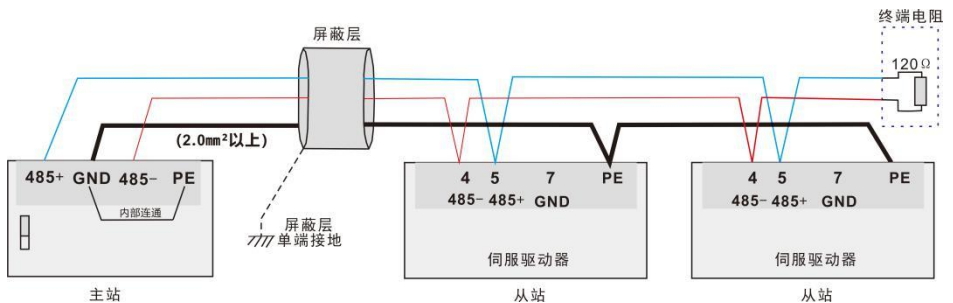 终端电阻
屏蔽层
120Ω
(2.0mm²以上)
485+ GND 485- PE
内部连通
屏蔽层
单端接地
4 5 7 PE
485- 485+ GND
伺服驱动器
4 5 7 PE
485- 485+ GND
伺服驱动器
主站
从站
从站